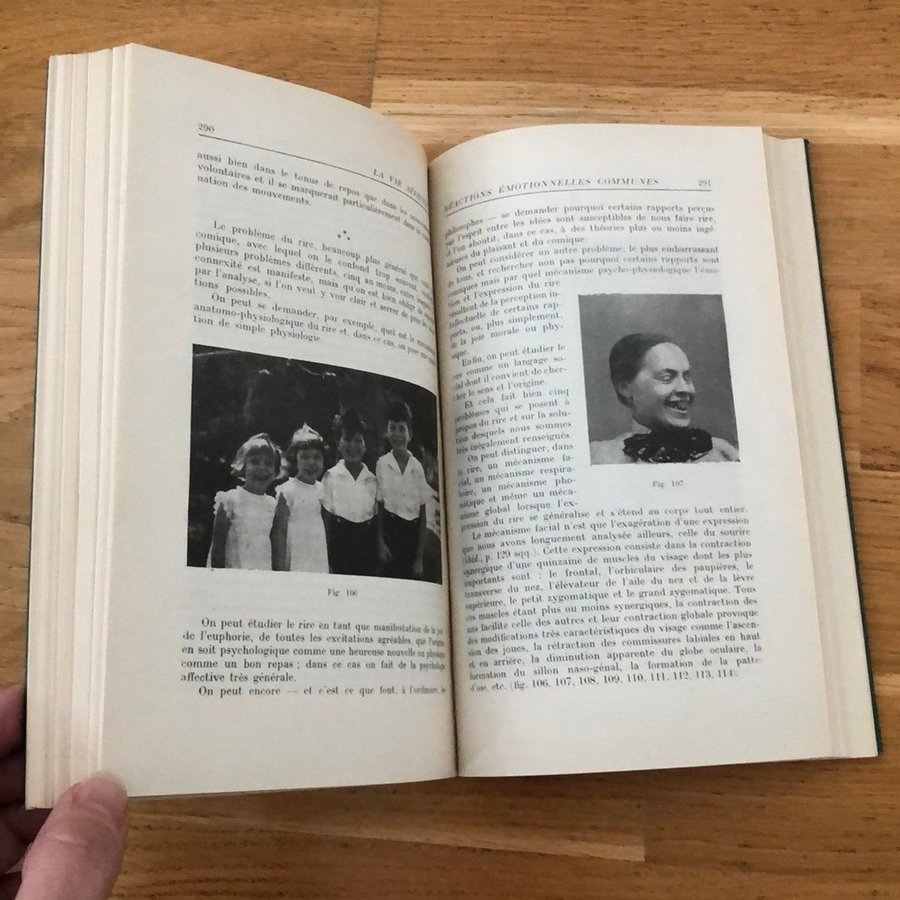 290
LA VIE
aussi bien dans le tonus de repos que dans les
volontaires et il se marquerait particulièrement dans la
nation des mouvements.
Le problème du rire, beaucoup plus général que
comique, avec lequel on le confond trop souvent,
plusieurs problèmes différents, cinq au moins, entre lesquels
connexité est manifeste, mais qu'on est bien obligé de
par l'analyse, si l'on veut y voir clair et serrer de près les
tions possibles.
On peut se demander, par exemple, quel est le
anatomo-physiologique du rire et, dans ce cas, on pose une
tion de simple physiologie.
Fig 106
On peut étudier le rire en tant que manifestation de la joie,
de l'euphorie, de toutes les excitations agréables, que l'origine
en soit psychologique comme une heureuse nouvelle ou physique
comme un bon repas ; dans ce cas on fait de la psychologie
affective très générale.
On peut encore — et c'est ce que font, à l'ordinaire, les
RÉACTIONS ÉMOTIONNELLES COMMUNES
291
philosophes — se demander pourquoi certains rapports perçus
par l'esprit entre les idées sont susceptibles de nous faire rire,
et l'on aboutit, dans ce cas, à des théories plus ou moins ingé-
nieuses du plaisant et du comique.
On peut considérer un autre problème, le plus embarrassant
de tous, et rechercher non pas pourquoi certains rapports sont
comiques mais par quel mécanisme psycho-physiologique l'émo-
tion et l'expression du rire
résultent de la perception in-
tellectuelle de certains rap-
ports, ou, plus simplement,
de la joie morale ou phy-
sique.
Enfin, on peut étudier le
rire comme un langage so-
cial dont il convient de cher-
cher le sens et l'origine.
Et cela fait bien cinq
problèmes qui se posent à
propos du rire et sur la solu-
tion desquels nous sommes
très inégalement renseignés.
On peut distinguer, dans
le rire, un mécanisme fa-
cial, un mécanisme respira-
toire, un mécanisme pho-
nétique et même un méca-
nisme global lorsque l'ex-
pression du rire se généralise et s'étend au corps tout entier.
Fig 107
Le mécanisme facial n'est que l'exagération d'une expression
que nous avons longuement analysée ailleurs, celle du sourire
(ibid., p. 129 sqq.). Cette expression consiste dans la contraction
synergique d'une quinzaine de muscles du visage dont les plus
importants sont : le frontal, l'orbiculaire des paupières, le
transverse du nez, l'élévateur de l'aile du nez et de la lèvre
supérieure, le petit zygomatique et le grand zygomatique. Tous
ces muscles étant plus ou moins synergiques, la contraction des
uns facilite celle des autres et leur contraction globale provoque
des modifications très caractéristiques du visage comme l'ascen-
sion des joues, la rétraction des commissures labiales en haut
et en arrière, la diminution apparente du globe oculaire, la
formation du sillon naso-génal, la formation de la patte-
d'oie, etc. (fig. 106, 107, 108, 109, 110, 111, 112, 113, 114).